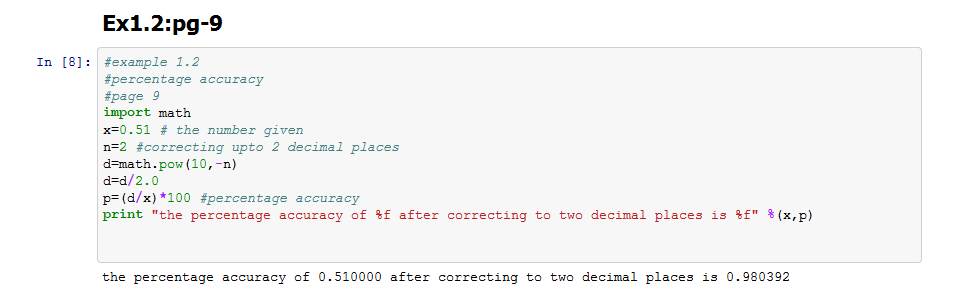 Ex1.2:pg-9
In [8]: #example 1.2
#percentage accuracy
#page 9
import math
x=0.51 # the number given
n=2 #correcting upto 2 decimal places
d=math.pow(10,-n)
d=d/2.0
p=(d/x)*100 #percentage accuracy
print "the percentage accuracy of %f after correcting to two decimal places is %f" %(x,p)
the percentage accuracy of 0.510000 after correcting to two decimal places is 0.980392